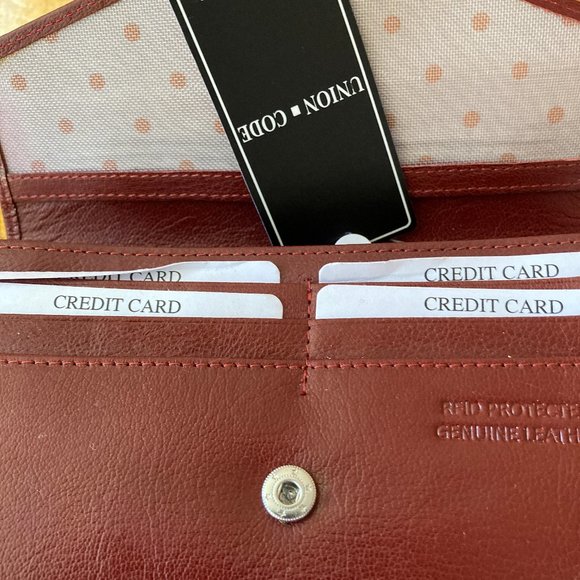 UNION ▪ CODE
CREDIT CARD
CREDIT CARD
CREDIT CARD
CREDIT CARD
RFID PROTECTE
GENUINE LEATH